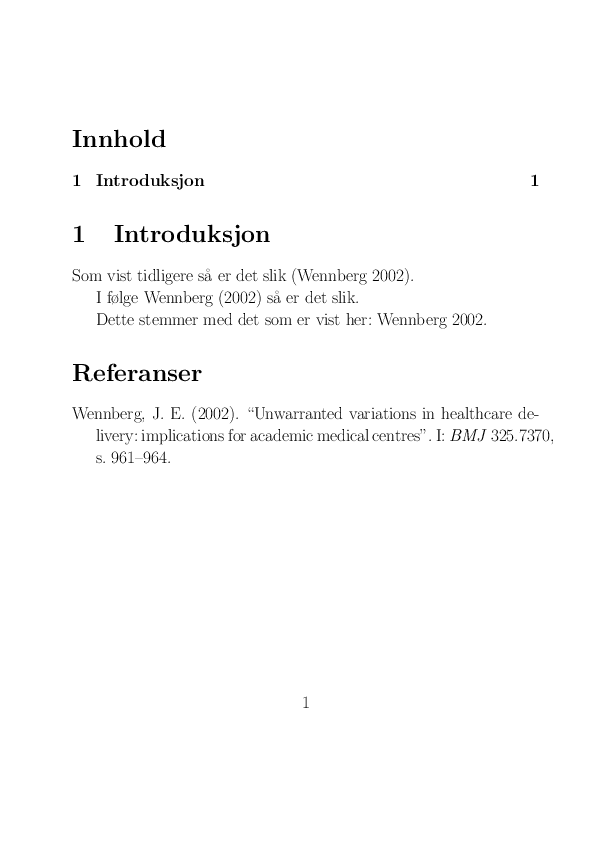 Innhold
1 Introduksjon 1
1 Introduksjon
Som vist tidligere så er det slik (Wennberg 2002).
I følge Wennberg (2002) så er det slik.
Dette stemmer med det som er vist her: Wennberg 2002.
Referanser
Wennberg, J. E. (2002). “Unwarranted variations in healthcare de-
livery: implications for academic medical centres”. I: BMJ 325.7370,
s. 961–964.
1